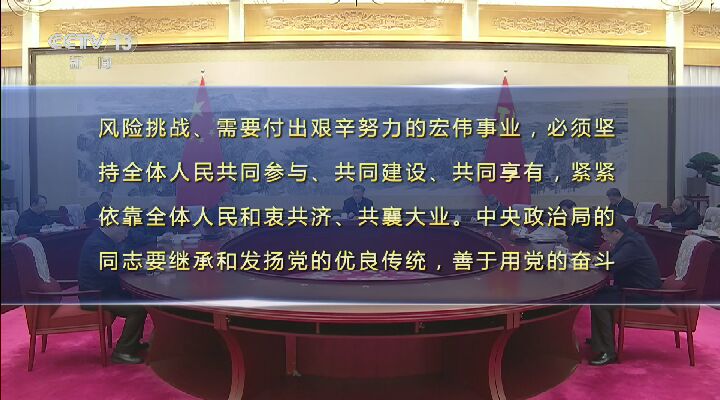 CCTV 13
新闻
风险挑战、需要付出艰辛努力的宏伟事业，必须坚
持全体人民共同参与、共同建设、共同享有，紧紧
依靠全体人民和衷共济、共襄大业。中央政治局的
同志要继承和发扬党的优良传统，善于用党的奋斗